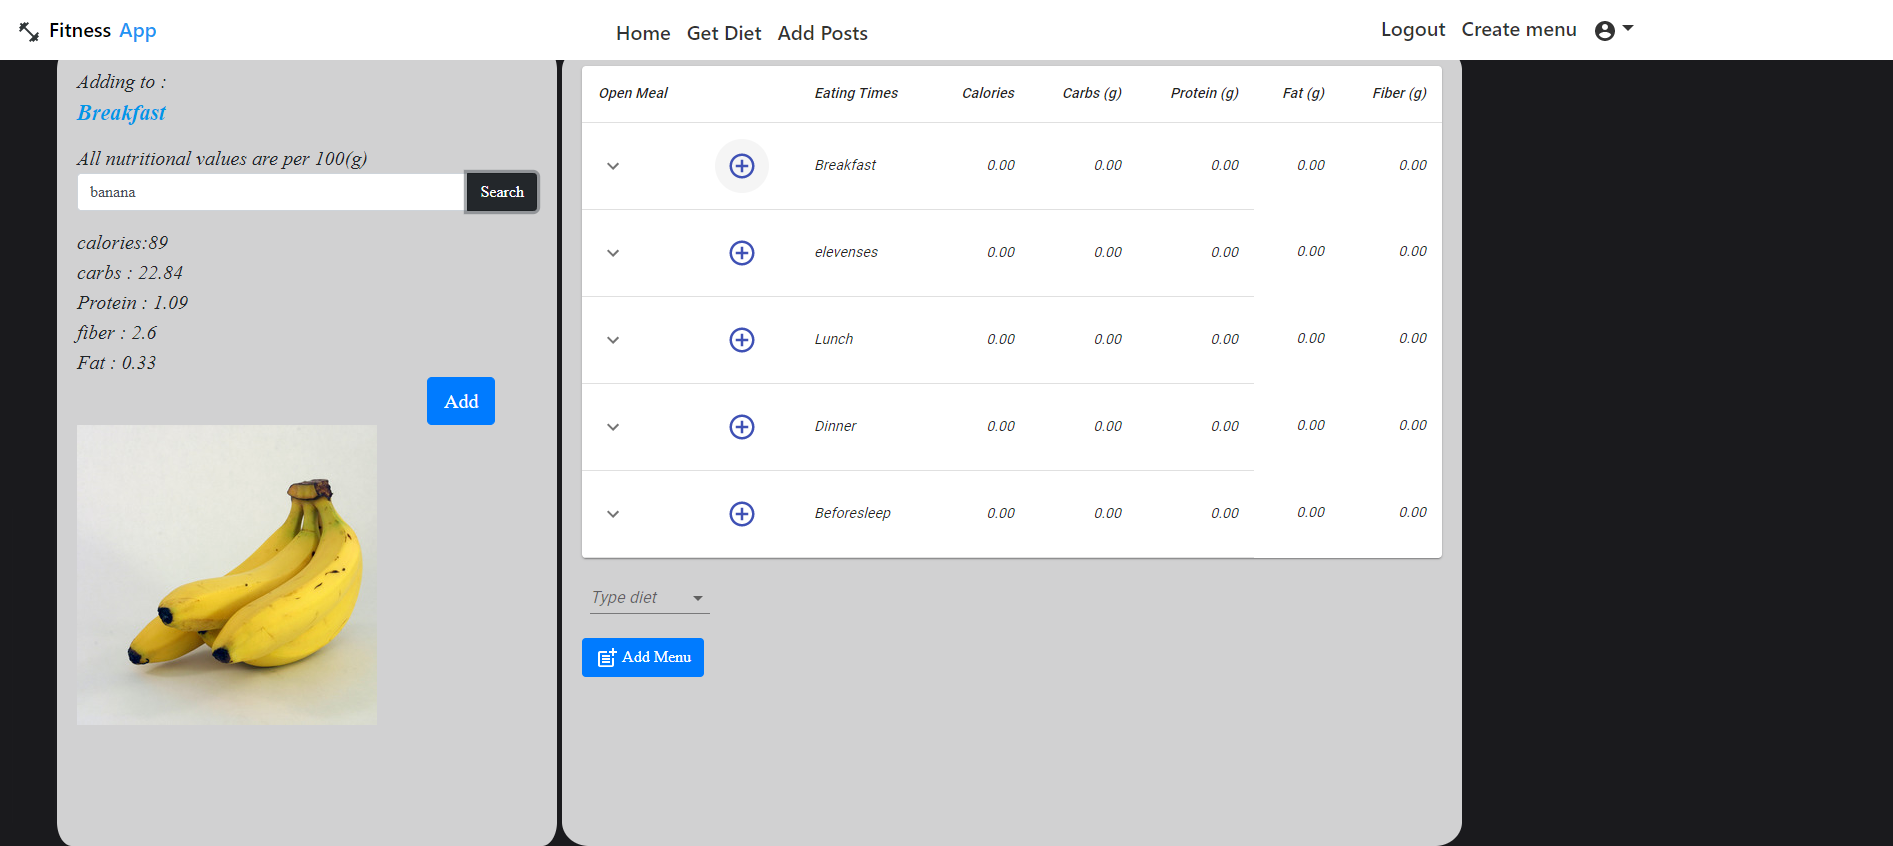 Fitness App
Home Get Diet Add Posts
Logout Create menu
Adding to :
Breakfast
All nutritional values are per 100(g)
banana Search
calories:89
carbs : 22.84
Protein : 1.09
fiber : 2.6
Fat : 0.33
Add
Open Meal Eating Times Calories Carbs (g) Protein (g) Fat (g) Fiber (g)
Breakfast 0.00 0.00 0.00 0.00 0.00
elevenses 0.00 0.00 0.00 0.00 0.00
Lunch 0.00 0.00 0.00 0.00 0.00
Dinner 0.00 0.00 0.00 0.00 0.00
Beforesleep 0.00 0.00 0.00 0.00 0.00
Type diet
Add Menu